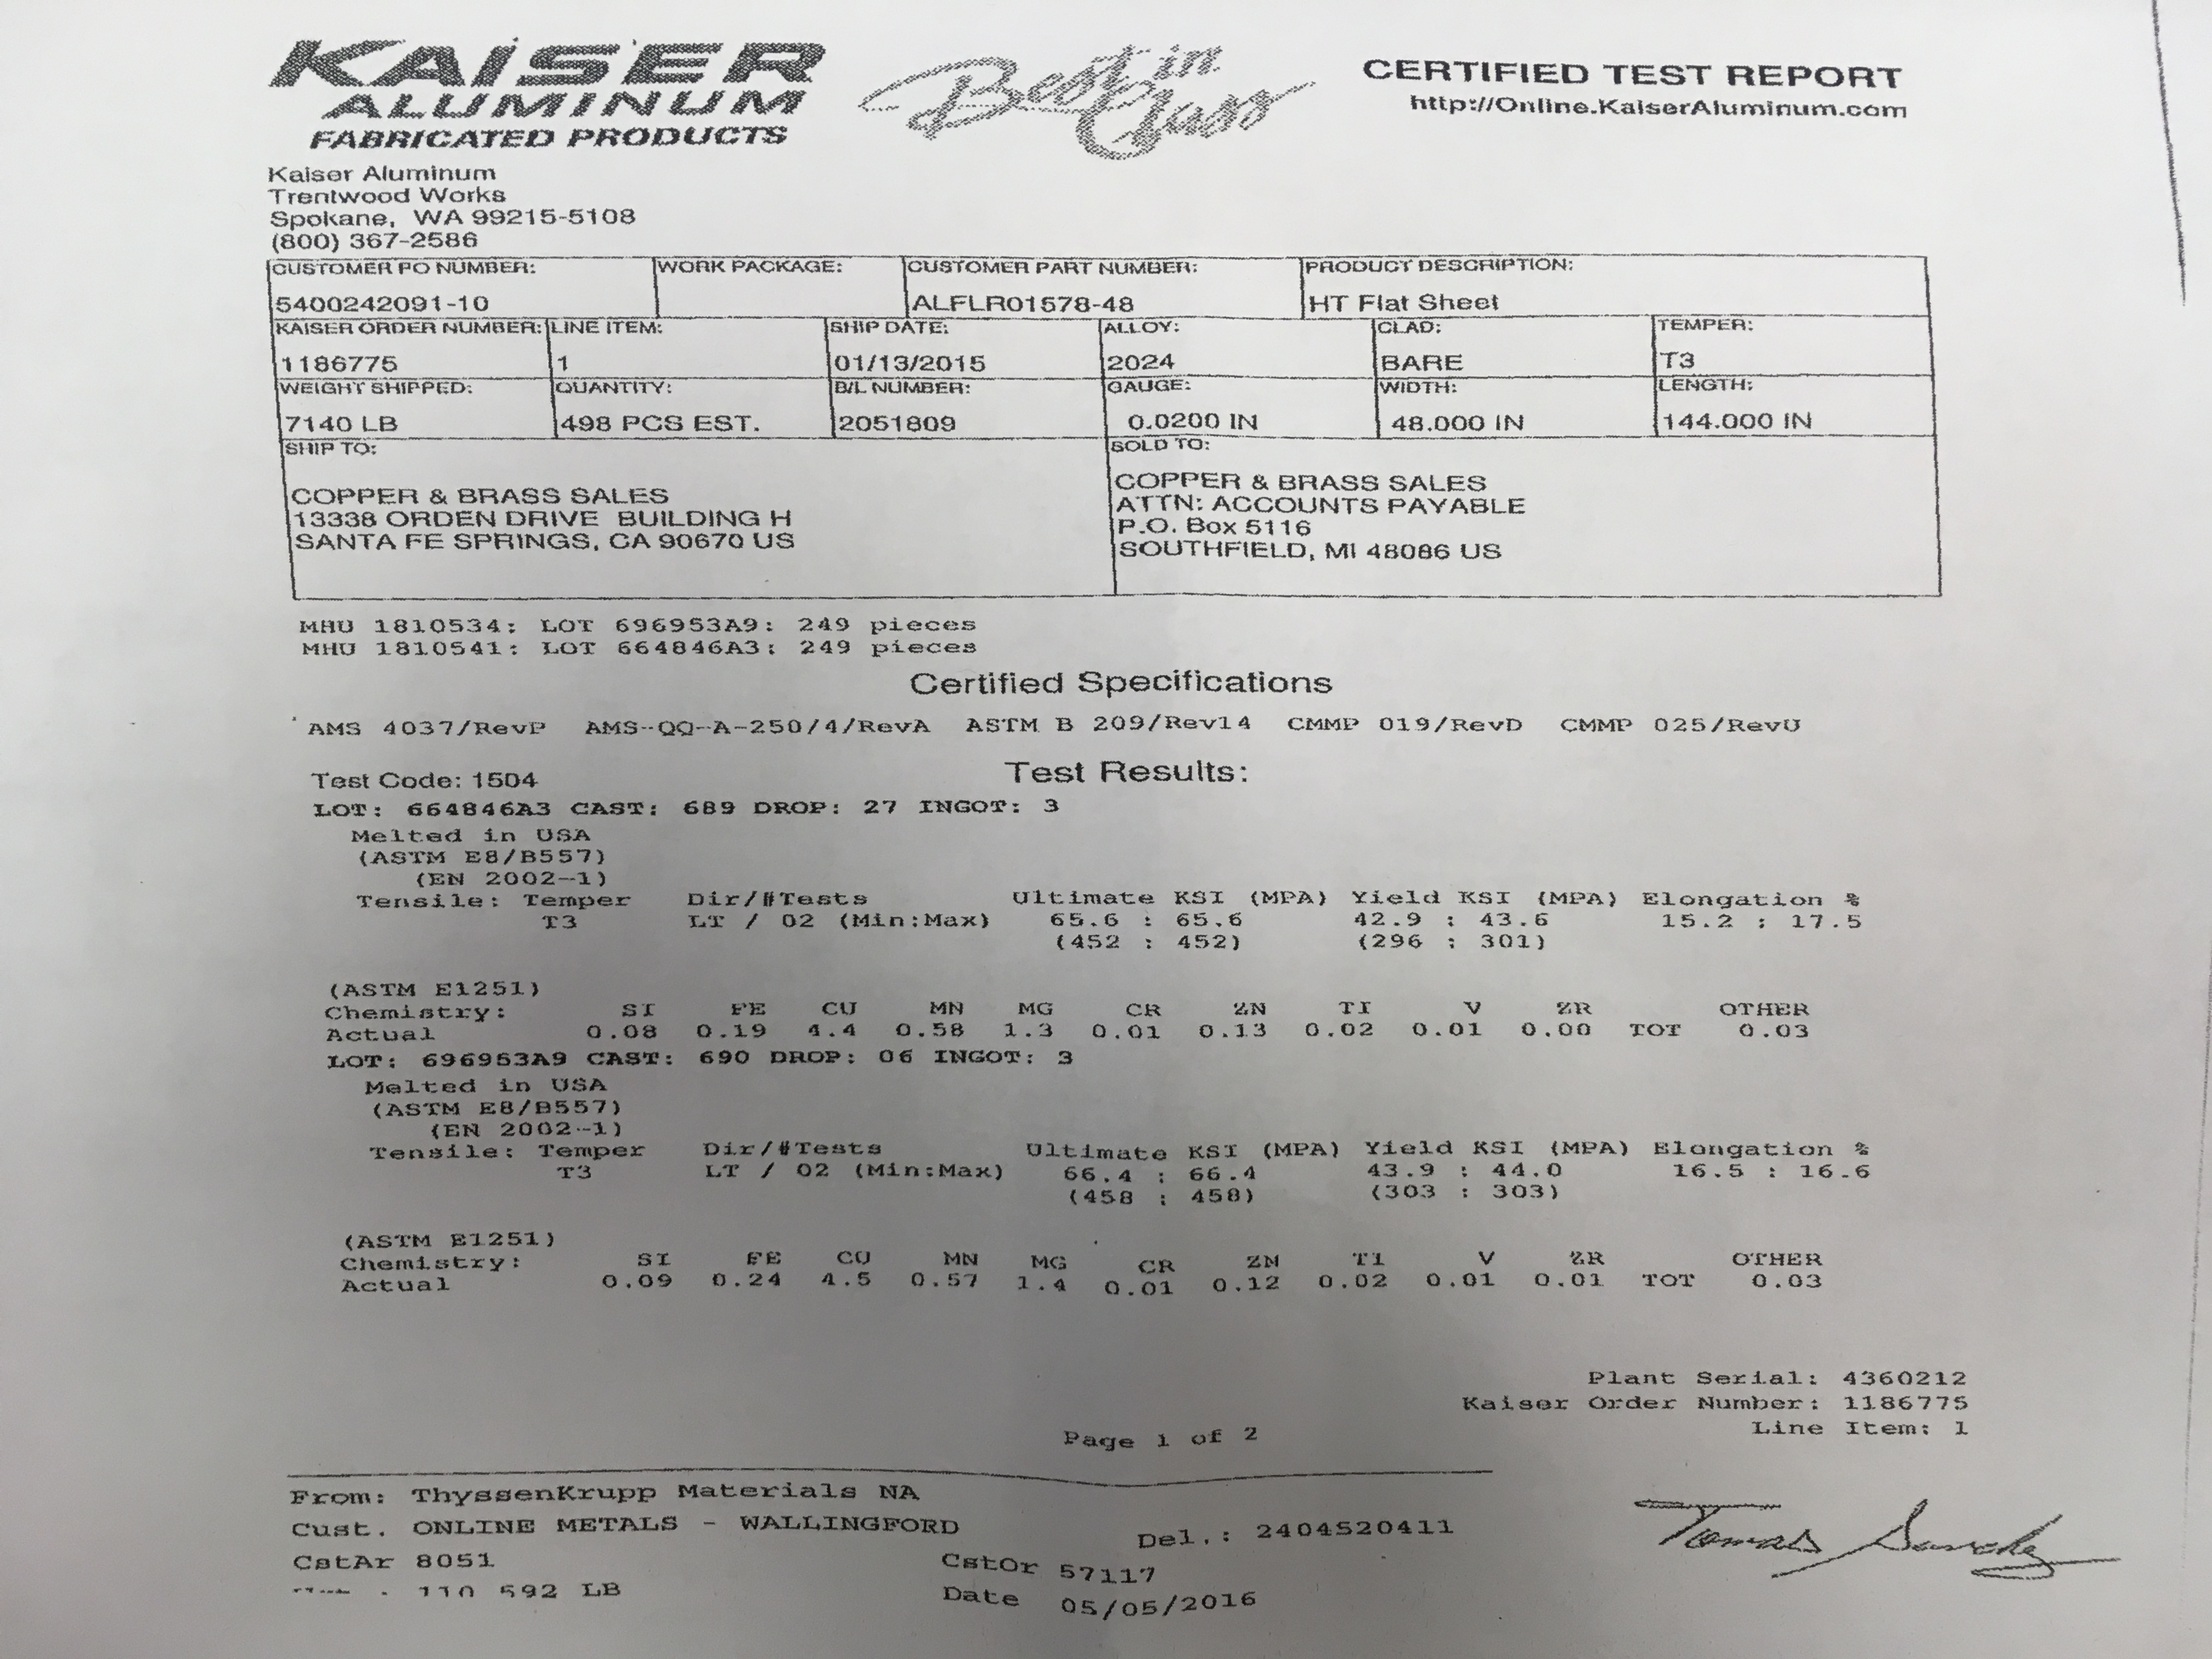 KAISER
ALUMINUM
FABRICATED PRODUCTS
Best in Class
CERTIFIED TEST REPORT
http://Online.KaiserAluminum.com
Kaiser Aluminum
Trentwood Works
Spokane, WA 99215-5108
(800) 367-2586
CUSTOMER PO NUMBER: WORK PACKAGE: CUSTOMER PART NUMBER: PRODUCT DESCRIPTION:
5400242091-10 ALFLR01578-48 HT Flat Sheet
KAISER ORDER NUMBER: LINE ITEM: SHIP DATE: ALLOY: CLAD: TEMPER:
1186775 1 01/13/2015 2024 BARE T3
WEIGHT SHIPPED: QUANTITY: B/L NUMBER: GAUGE: WIDTH: LENGTH:
7140 LB 498 PCS EST. 2051809 0.0200 IN 48.000 IN 144.000 IN
SHIP TO:
COPPER & BRASS SALES
13338 ORDEN DRIVE BUILDING H
SANTA FE SPRINGS, CA 90670 US
SOLD TO:
COPPER & BRASS SALES
ATTN: ACCOUNTS PAYABLE
P.O. Box 5116
SOUTHFIELD, MI 48086 US
MHU 1810534: LOT 696953A9: 249 pieces
MHU 1810541: LOT 664846A3: 249 pieces
Certified Specifications
AMS 4037/RevP AMS-QQ-A-250/4/RevA ASTM B 209/Rev14 CMMP 019/RevD CMMP 025/RevU
Test Code: 1504
Test Results:
LOT: 664846A3 CAST: 689 DROP: 27 INGOT: 3
Melted in USA
(ASTM E8/B557)
(EN 2002-1)
Tensile: Temper Dir/#Tests Ultimate KSI (MPA) Yield KSI (MPA) Elongation %
T3 LT / 02 (Min:Max) 65.6 : 65.6 42.9 : 43.6 15.2 : 17.5
(452 : 452) (296 : 301)
(ASTM E1251)
Chemistry: SI FE CU MN MG CR ZN TI V ZR OTHER
Actual 0.08 0.19 4.4 0.58 1.3 0.01 0.13 0.02 0.01 0.00 TOT 0.03
LOT: 696953A9 CAST: 690 DROP: 06 INGOT: 3
Melted in USA
(ASTM E8/B557)
(EN 2002-1)
Tensile: Temper Dir/#Tests Ultimate KSI (MPA) Yield KSI (MPA) Elongation %
T3 LT / 02 (Min:Max) 66.4 : 66.4 43.9 : 44.0 16.5 : 16.6
(458 : 458) (303 : 303)
(ASTM E1251)
Chemistry: SI FE CU MN MG CR ZN TI V ZR OTHER
Actual 0.09 0.24 4.5 0.57 1.4 0.01 0.12 0.02 0.01 0.01 TOT 0.03
Plant Serial: 4360212
Kaiser Order Number: 1186775
Line Item: 1
Page 1 of 2
From: ThyssenKrupp Materials NA
Cust. ONLINE METALS - WALLINGFORD
Del.: 2404520411
CstAr 8051
CstOr 57117
110 592 LB
Date 05/05/2016
Tomas